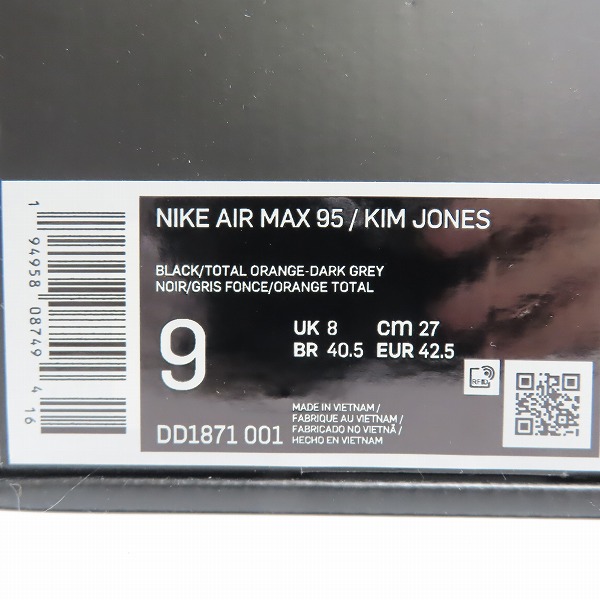 NIKE AIR MAX 95 / KIM JONES
BLACK/TOTAL ORANGE-DARK GREY
NOIR/GRIS FONCE/ORANGE TOTAL
9
UK 8 cm 27
BR 40.5 EUR 42.5
RFID
DD1871 001
MADE IN VIETNAM /
FABRIQUE AU VIETNAM /
FABRICADO NO VIETNÃ /
HECHO EN VIETNAM
1 94958 08749 4 16